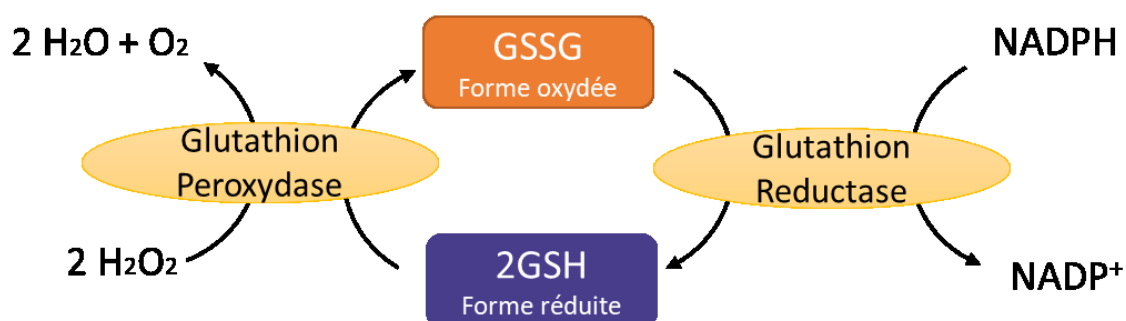 2 H₂O + O₂
GSSG
Forme oxydée
NADPH
Glutathion
Peroxydase
Glutathion
Reductase
2 H₂O₂
2GSH
Forme réduite
NADP⁺